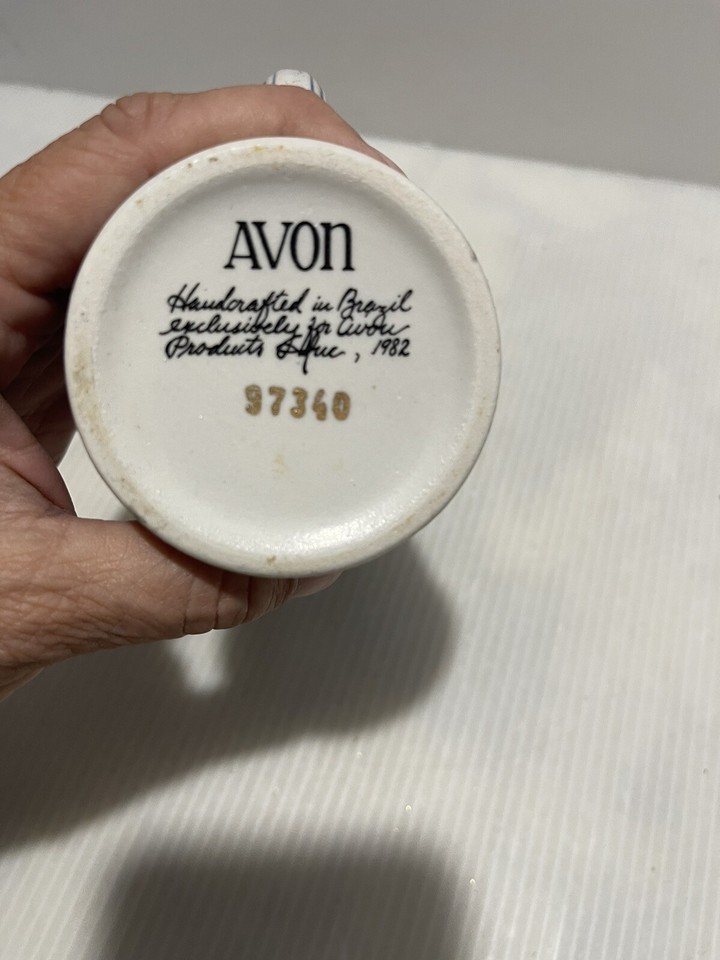 AVON
Handcrafted in Brazil
exclusively for Avon
Products Inc., 1982
97340